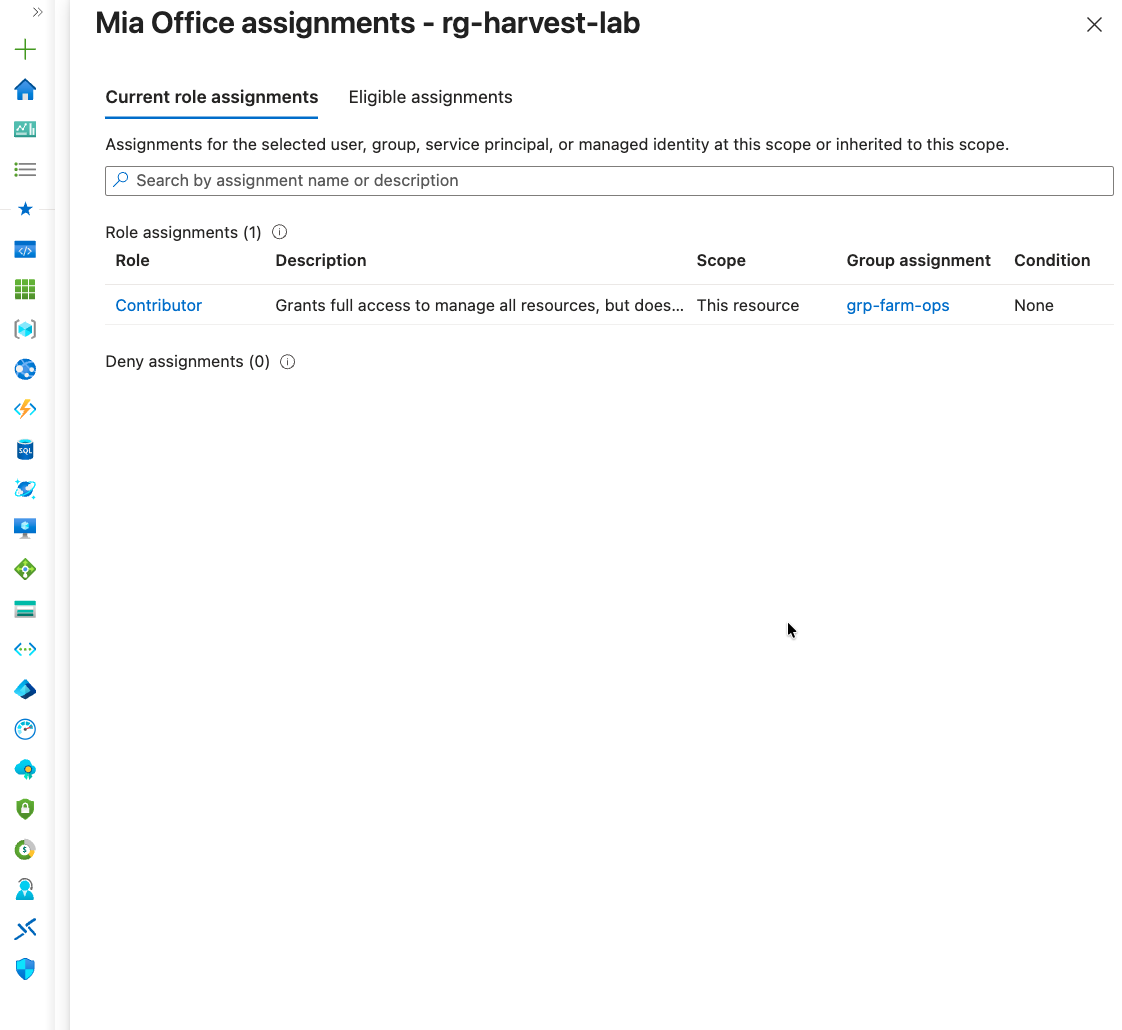 Mia Office assignments - rg-harvest-lab
Current role assignments
Eligible assignments
Assignments for the selected user, group, service principal, or managed identity at this scope or inherited to this scope.
Search by assignment name or description
Role assignments (1)
Role Description Scope Group assignment Condition
Contributor Grants full access to manage all resources, but does... This resource grp-farm-ops None
Deny assignments (0)
SQL